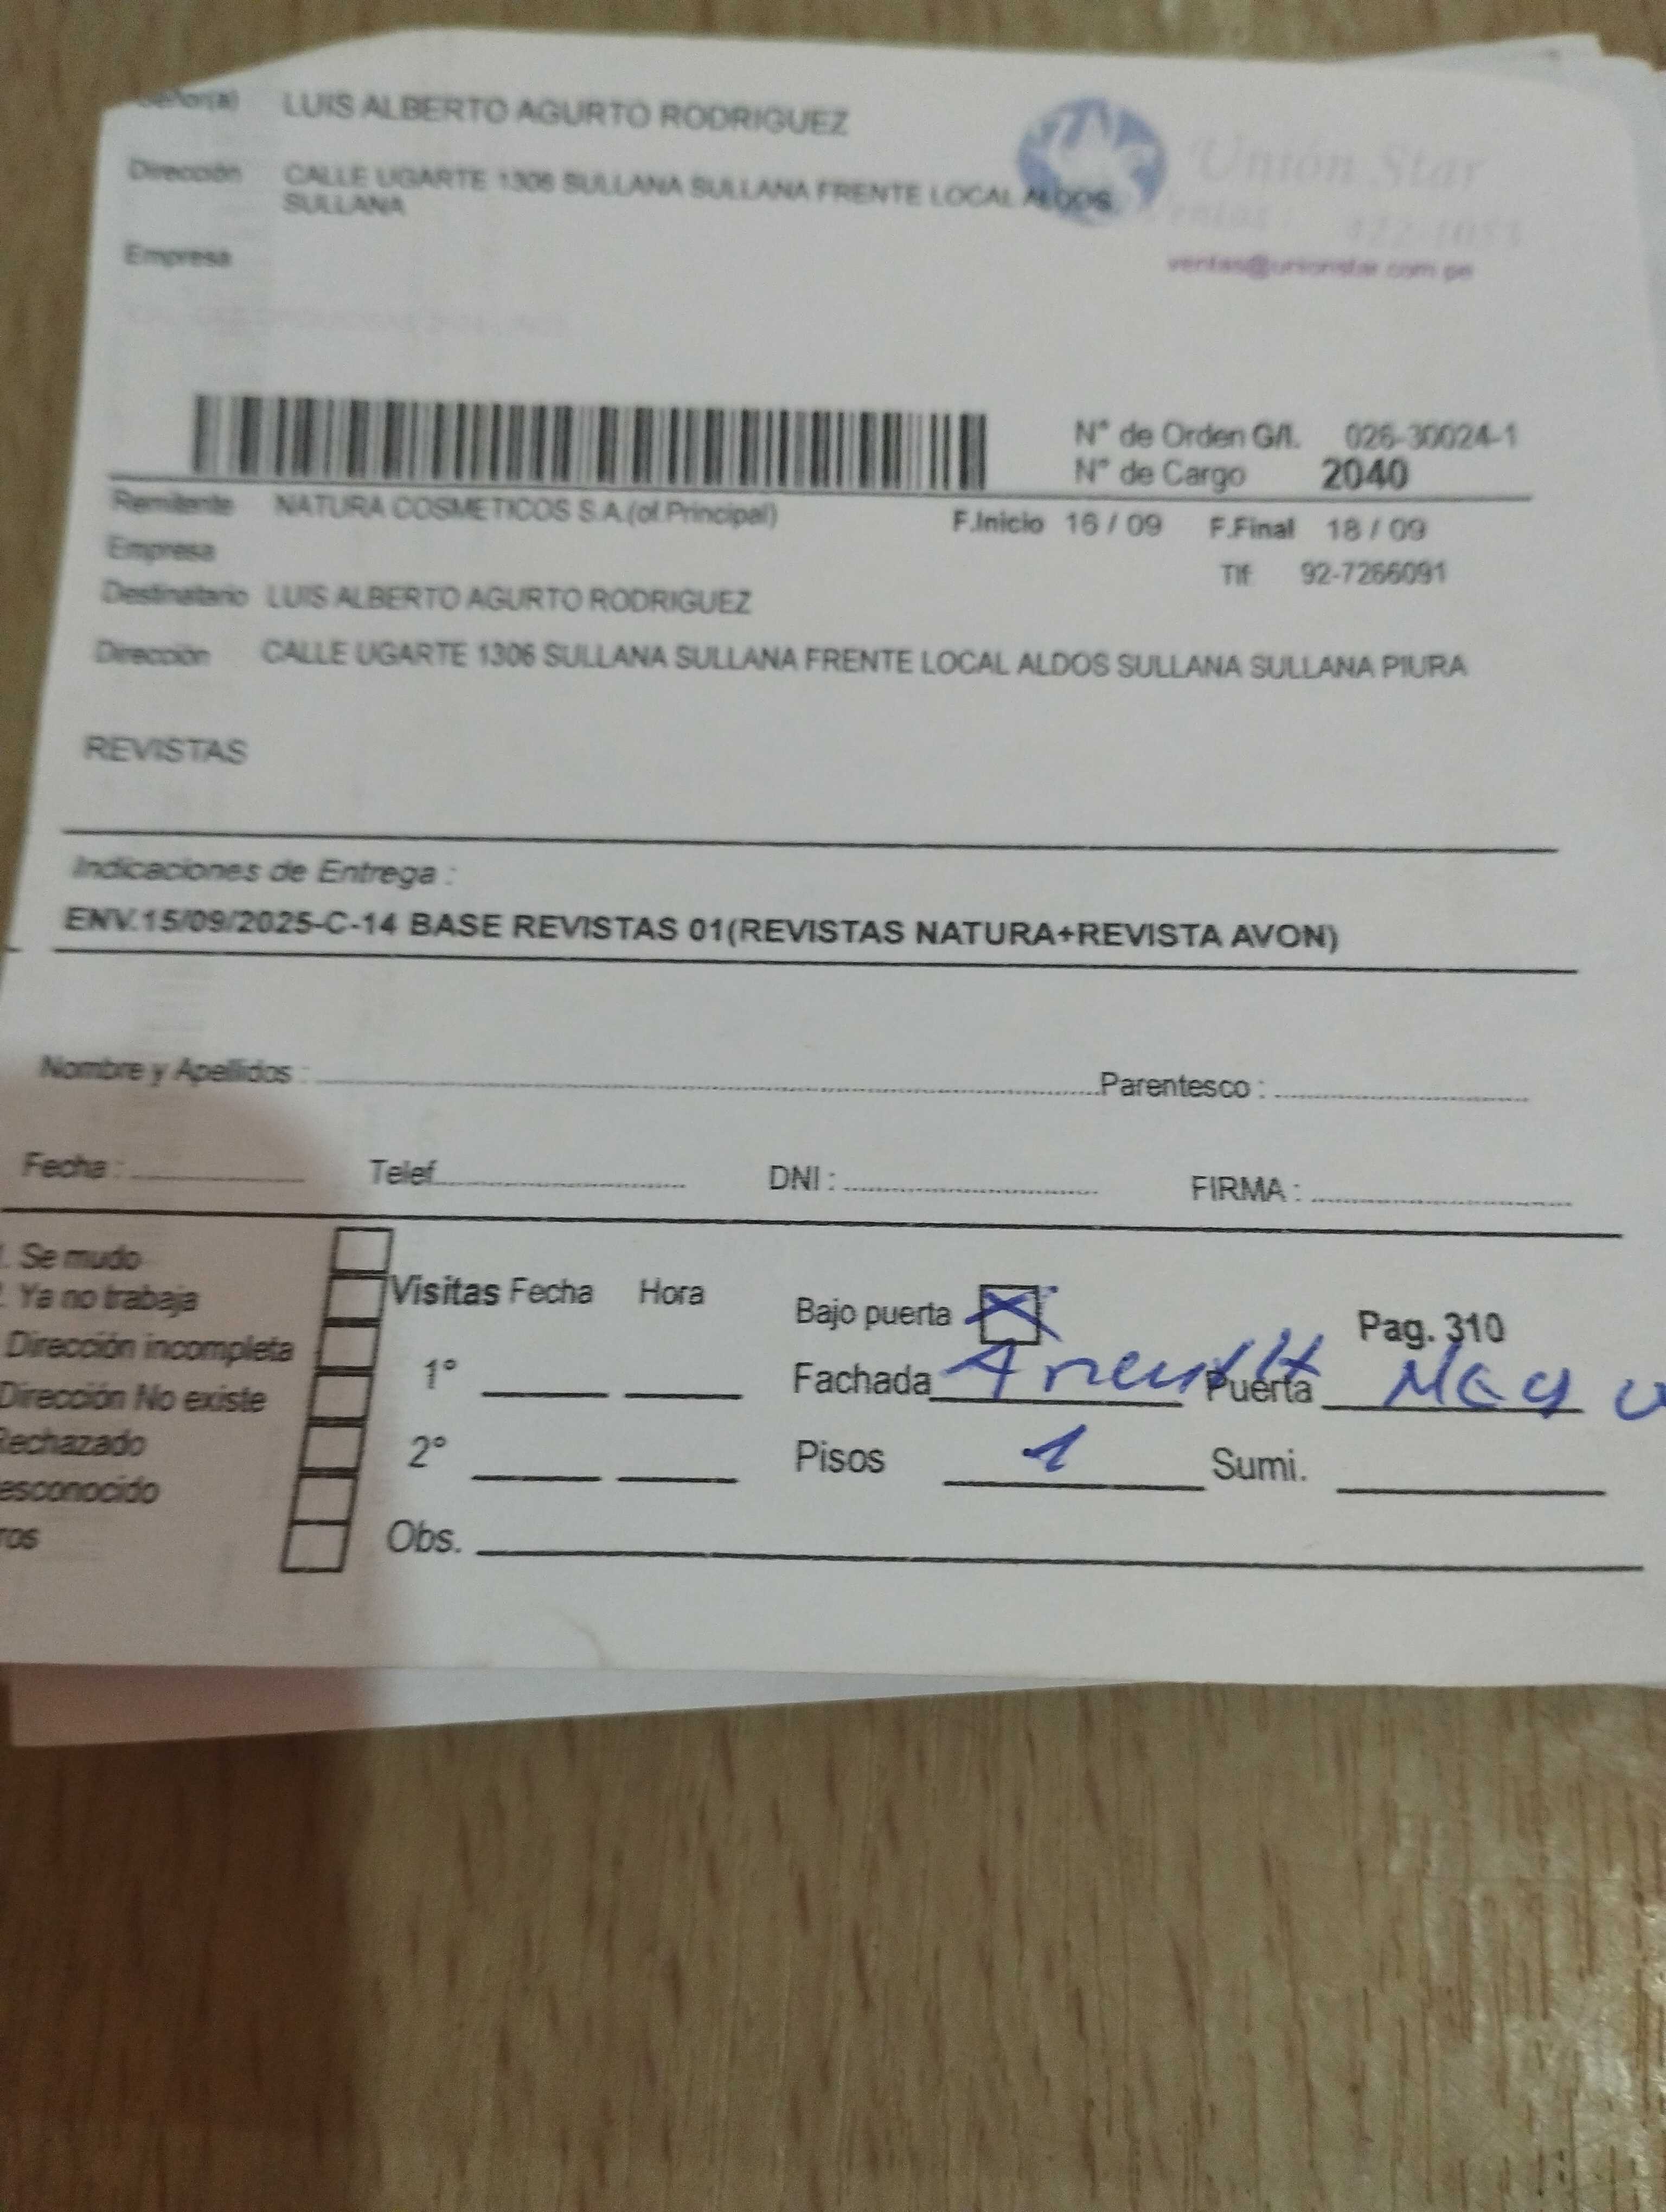 Señor(a) LUIS ALBERTO AGURTO RODRIGUEZ
Unión Star
Dirección CALLE UGARTE 1306 SULLANA SULLANA FRENTE LOCAL ALDOS
SULLANA
ventas@unionstar.com.pe
Empresa
N° de Orden G/I. 026-30024-1
N° de Cargo 2040
Remitente NATURA COSMETICOS S.A.(of.Principal) F.Inicio 16 / 09 F.Final 18 / 09
Empresa Tlf 92-7266091
Destinatario LUIS ALBERTO AGURTO RODRIGUEZ
Dirección CALLE UGARTE 1306 SULLANA SULLANA FRENTE LOCAL ALDOS SULLANA SULLANA PIURA
REVISTAS
Indicaciones de Entrega :
ENV.15/09/2025-C-14 BASE REVISTAS 01(REVISTAS NATURA+REVISTA AVON)
Nombre y Apellidos : Parentesco :
Fecha : Telef. DNI : FIRMA :
. Se mudo
. Ya no trabaja
Dirección incompleta
Dirección No existe
Rechazado
esconocido
ros
Visitas Fecha Hora
1°
2°
Obs.
Bajo puerta X Pag. 310
Fachada Puerta
Pisos 1 Sumi.